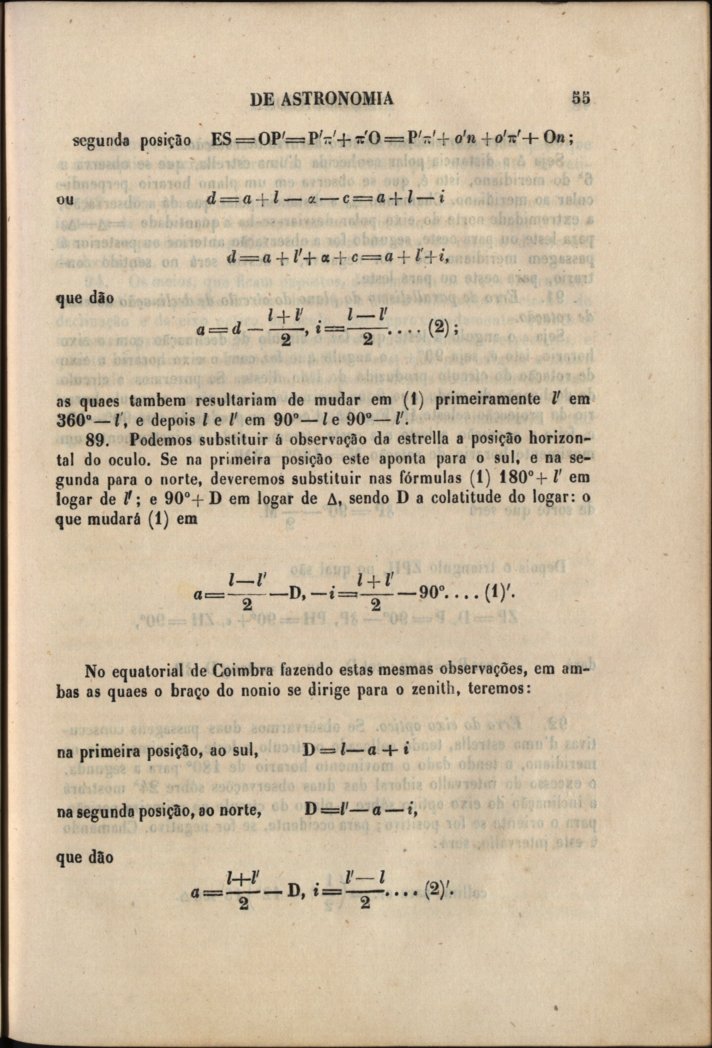 DE ASTRONOMIA 55
segunda posição ES = OP′ = P′π′ + π′O = P′π′ + o′n + o′π′ + On;
ou d = a + l — α — c = a + l — i
d = a + l′ + α + c = a + l′ + i,
que dão
a = d — (l + l′)/2, i = (l — l′)/2 .... (2);
as quaes tambem resultariam de mudar em (1) primeiramente l′ em
360° — l′, e depois l e l′ em 90° — l e 90° — l′.
89. Podemos substituir á observação da estrella a posição horizon-
tal do oculo. Se na primeira posição este aponta para o sul, e na se-
gunda para o norte, deveremos substituir nas fórmulas (1) 180° + l′ em
logar de l′; e 90° + D em logar de Δ, sendo D a colatitude do logar: o
que mudará (1) em
a = (l — l′)/2 — D, — i = (l + l′)/2 — 90°.... (1)′.
No equatorial de Coimbra fazendo estas mesmas observações, em am-
bas as quaes o braço do nonio se dirige para o zenith, teremos:
na primeira posição, ao sul, D = l — a + i
na segunda posição, ao norte, D = l′ — a — i,
que dão
a = (l + l′)/2 — D, i = (l′ — l)/2 .... (2)′.